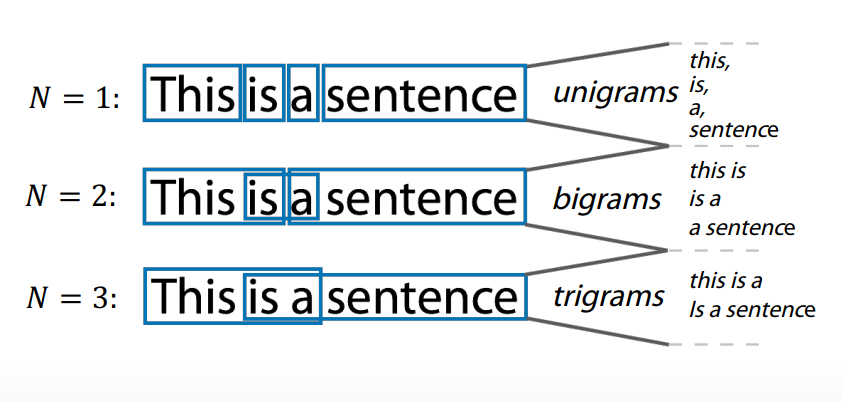 N = 1: This is a sentence unigrams
this,
is,
a,
sentence
N = 2: This is a sentence bigrams
this is
is a
a sentence
N = 3: This is a sentence trigrams
this is a
Is a sentence